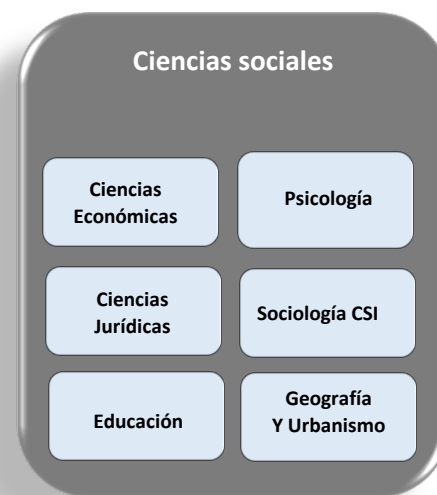 Ciencias sociales
Ciencias
Económicas
Psicología
Ciencias
Jurídicas
Sociología CSI
Educación
Geografía
Y Urbanismo